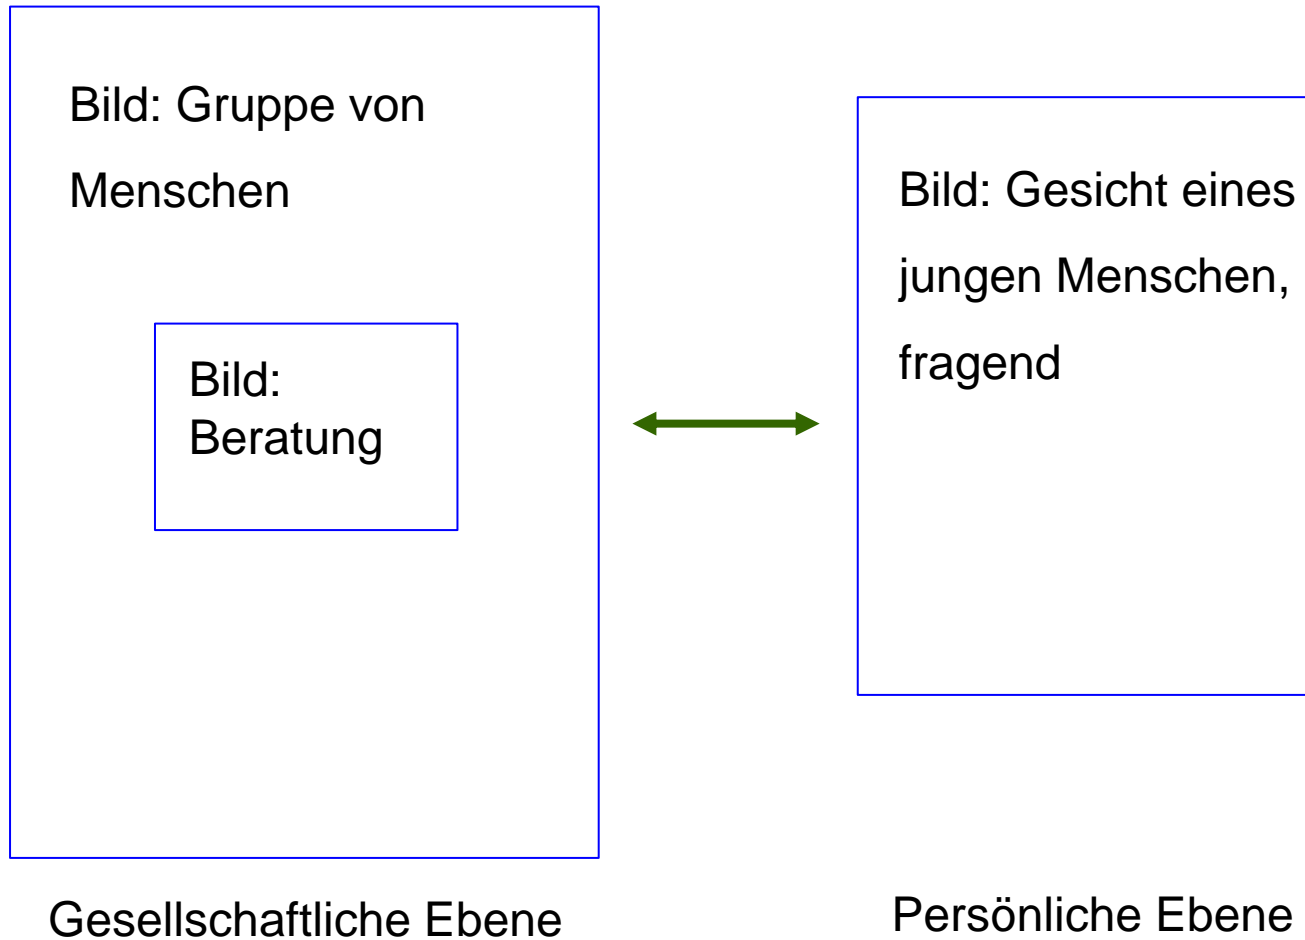 Bild: Gruppe von
Menschen
Bild:
Beratung
Gesellschaftliche Ebene
Bild: Gesicht eines
jungen Menschen,
fragend
Persönliche Ebene